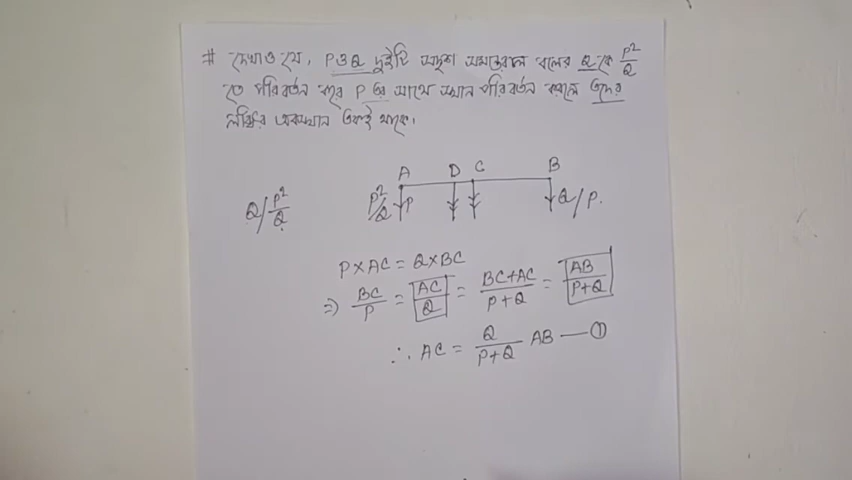 # দেখাও যে, P ও Q দুইটি সদৃশ সমান্তরাল বলের Q কে P²/Q
তে পরিবর্তন করে P এর সাথে স্থান পরিবর্তন করলে তাদের
লব্ধির অবস্থান একই থাকে।
A D C B
Q/P²/Q P²/Q P Q/P.
P×AC = Q×BC
⇒ BC/P = AC/Q = BC+AC/P+Q = AB/P+Q
∴ AC = Q/P+Q AB — ①